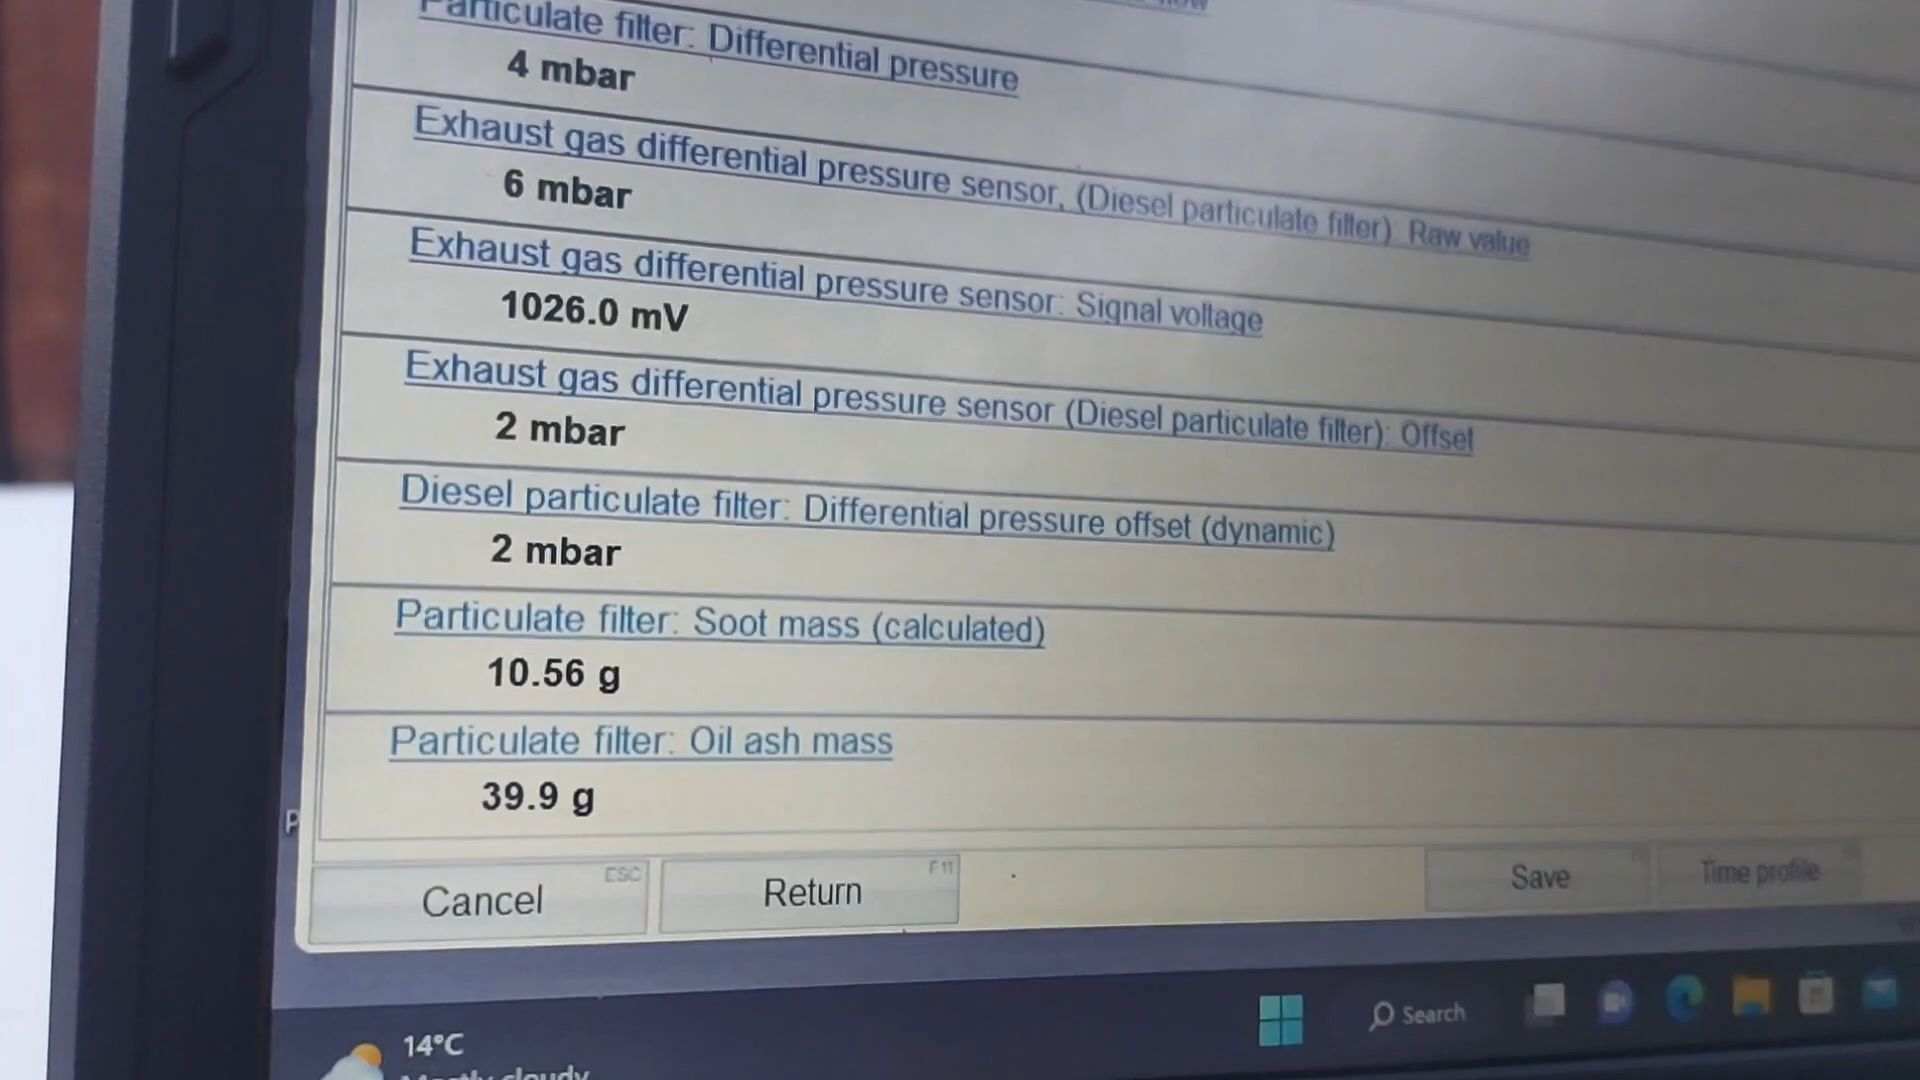 Particulate filter: Differential pressure
4 mbar
Exhaust gas differential pressure sensor, (Diesel particulate filter) Raw value
6 mbar
Exhaust gas differential pressure sensor: Signal voltage
1026.0 mV
Exhaust gas differential pressure sensor (Diesel particulate filter): Offset
2 mbar
Diesel particulate filter: Differential pressure offset (dynamic)
2 mbar
Particulate filter: Soot mass (calculated)
10.56 g
Particulate filter: Oil ash mass
39.9 g
P
Cancel ESC Return F11 Save Time profile
Search
14°C
Mostly cloudy